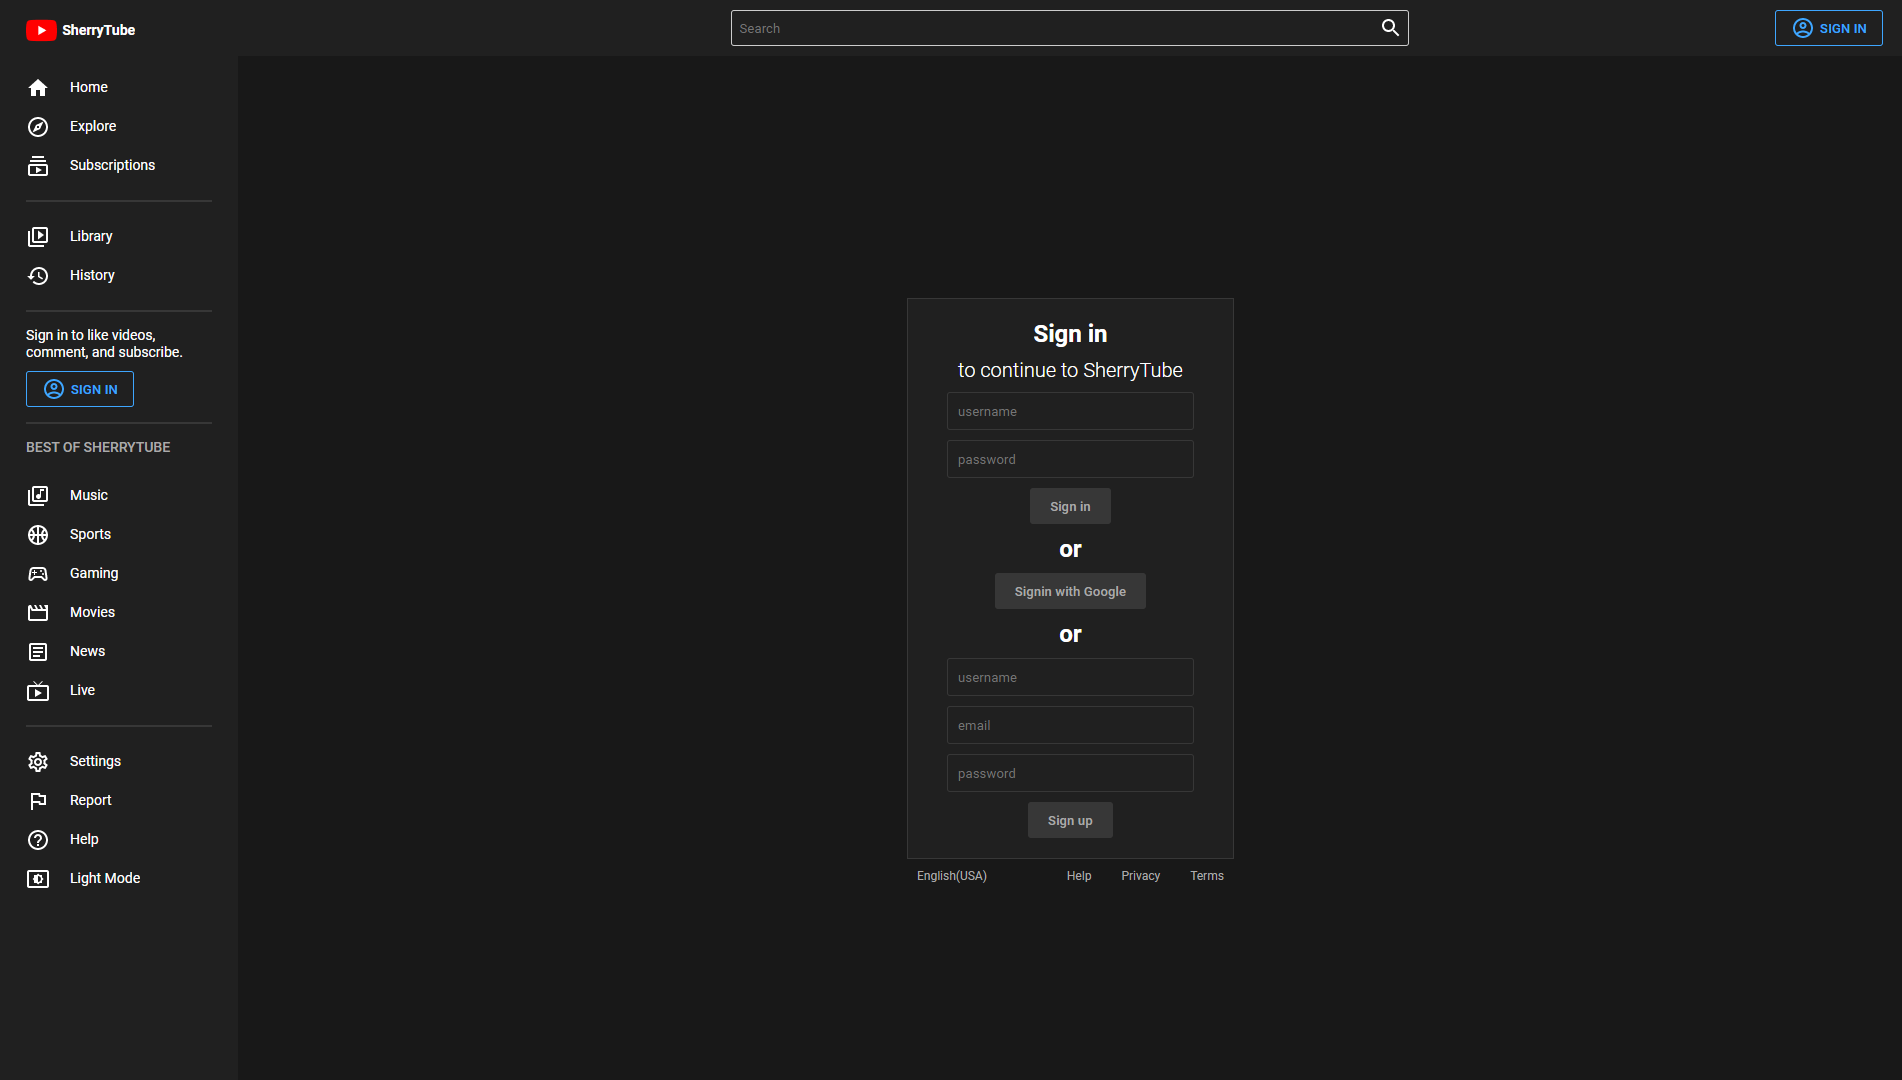 SherryTube
Search
SIGN IN
Home
Explore
Subscriptions
Library
History
Sign in to like videos,
comment, and subscribe.
SIGN IN
BEST OF SHERRYTUBE
Music
Sports
Gaming
Movies
News
Live
Settings
Report
Help
Light Mode
Sign in
to continue to SherryTube
username
password
Sign in
or
Signin with Google
or
username
email
password
Sign up
English(USA)
Help
Privacy
Terms